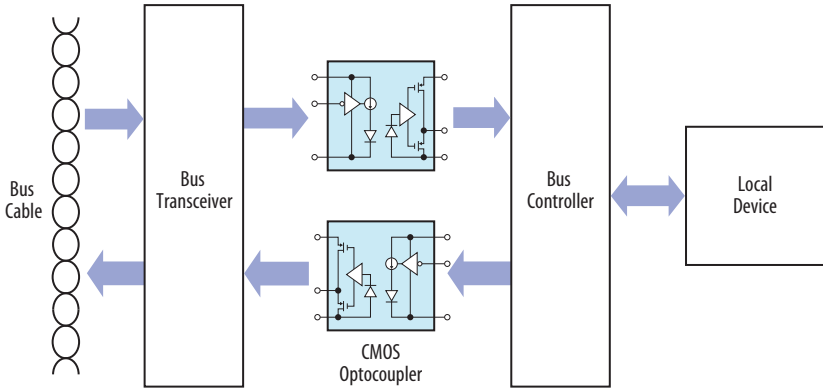 Bus
Cable
Bus
Transceiver
CMOS
Optocoupler
Bus
Controller
Local
Device